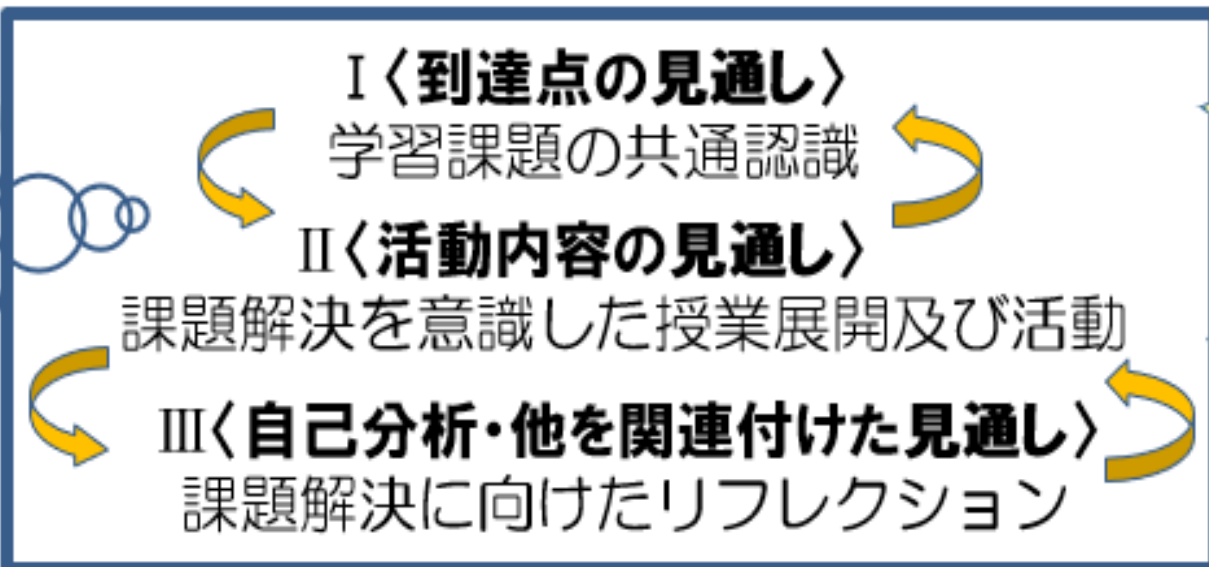 Ⅰ〈到達点の見通し〉
学習課題の共通認識
Ⅱ〈活動内容の見通し〉
課題解決を意識した授業展開及び活動
Ⅲ〈自己分析・他を関連付けた見通し〉
課題解決に向けたリフレクション